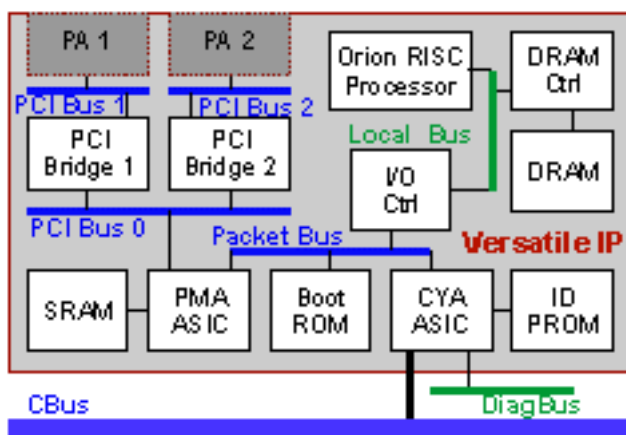 PA 1
PA 2
Orion RISC
Processor
DRAM
Ctrl
PCI Bus 1
PCI Bus 2
PCI
Bridge 1
PCI
Bridge 2
Local Bus
I/O
Ctrl
DRAM
PCI Bus 0
Packet Bus
Versatile IP
SRAM
PMA
ASIC
Boot
ROM
CYA
ASIC
ID
PROM
CBus
DiagBus